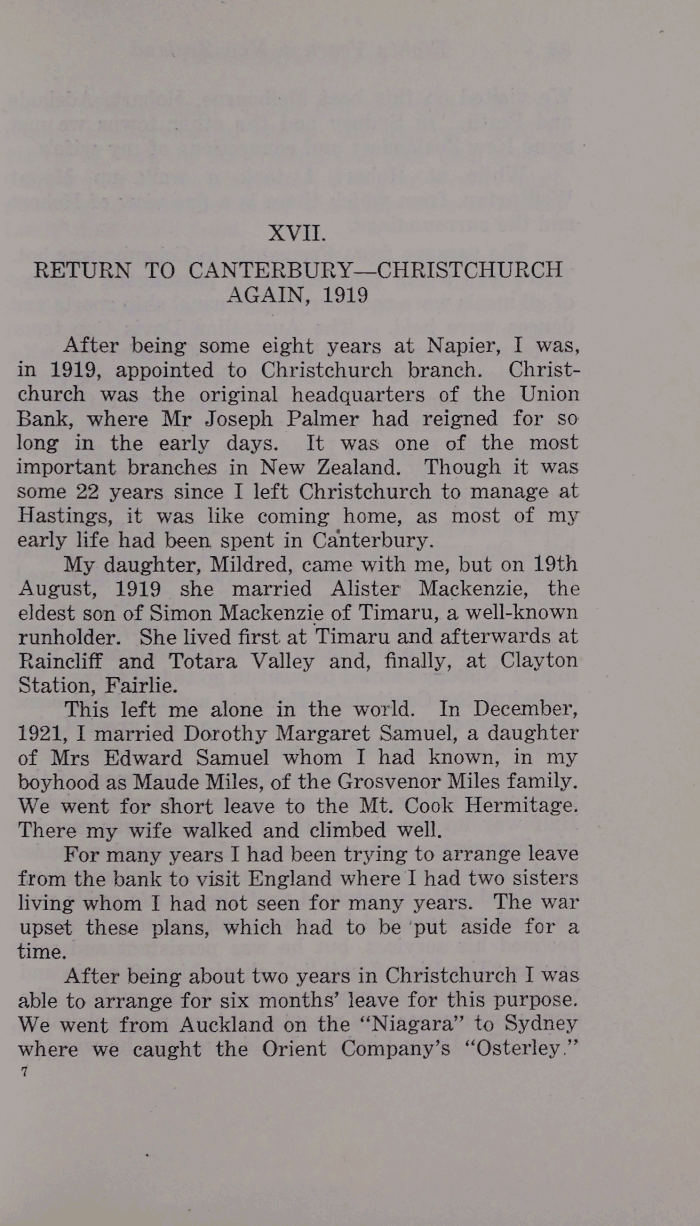 XVII.
RETURN TO CANTERBURY—CHRISTCHURCH
AGAIN, 1919
After being some eight years at Napier, I was,
in 1919, appointed to Christchurch branch. Christ-
church was the original headquarters of the Union
Bank, where Mr Joseph Palmer had reigned for so
long in the early days. It was one of the most
important branches in New Zealand. Though it was
some 22 years since I left Christchurch to manage at
Hastings, it was like coming home, as most of my
early life had been spent in Canterbury.
My daughter, Mildred, came with me, but on 19th
August, 1919 she married Alister Mackenzie, the
eldest son of Simon Mackenzie of Timaru, a well-known
runholder. She lived first at Timaru and afterwards at
Raincliff and Totara Valley and, finally, at Clayton
Station, Fairlie.
This left me alone in the world. In December,
1921, I married Dorothy Margaret Samuel, a daughter
of Mrs Edward Samuel whom I had known, in my
boyhood as Maude Miles, of the Grosvenor Miles family.
We went for short leave to the Mt. Cook Hermitage.
There my wife walked and climbed well.
For many years I had been trying to arrange leave
from the bank to visit England where I had two sisters
living whom I had not seen for many years. The war
upset these plans, which had to be put aside for a
time.
After being about two years in Christchurch I was
able to arrange for six months’ leave for this purpose.
We went from Auckland on the “Niagara” to Sydney
where we caught the Orient Company’s “Osterley.”
7